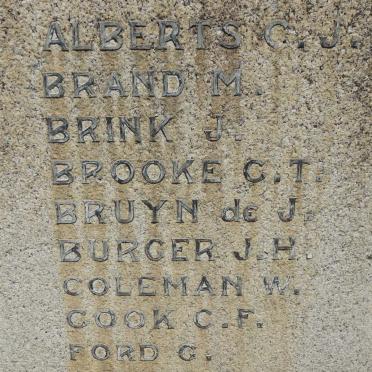 ALBERTS C. J.
BRAND M.
BRINK J.
BROOKE C.T.
BRUYN de J.
BURGER J.H.
COLEMAN W.
COOK C.F.
FORD G.